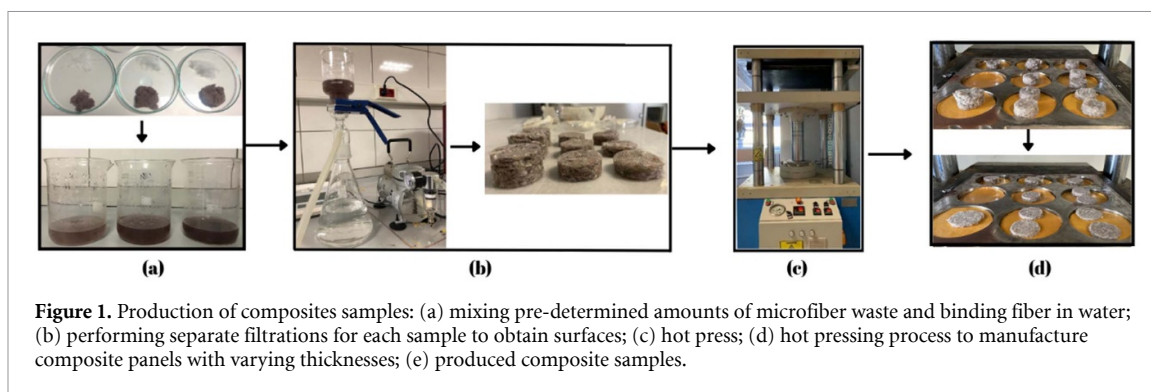 (a)
(b)
(c)
(d)
Figure 1. Production of composites samples: (a) mixing pre-determined amounts of microfiber waste and binding fiber in water;
(b) performing separate filtrations for each sample to obtain surfaces; (c) hot press; (d) hot pressing process to manufacture
composite panels with varying thicknesses; (e) produced composite samples.